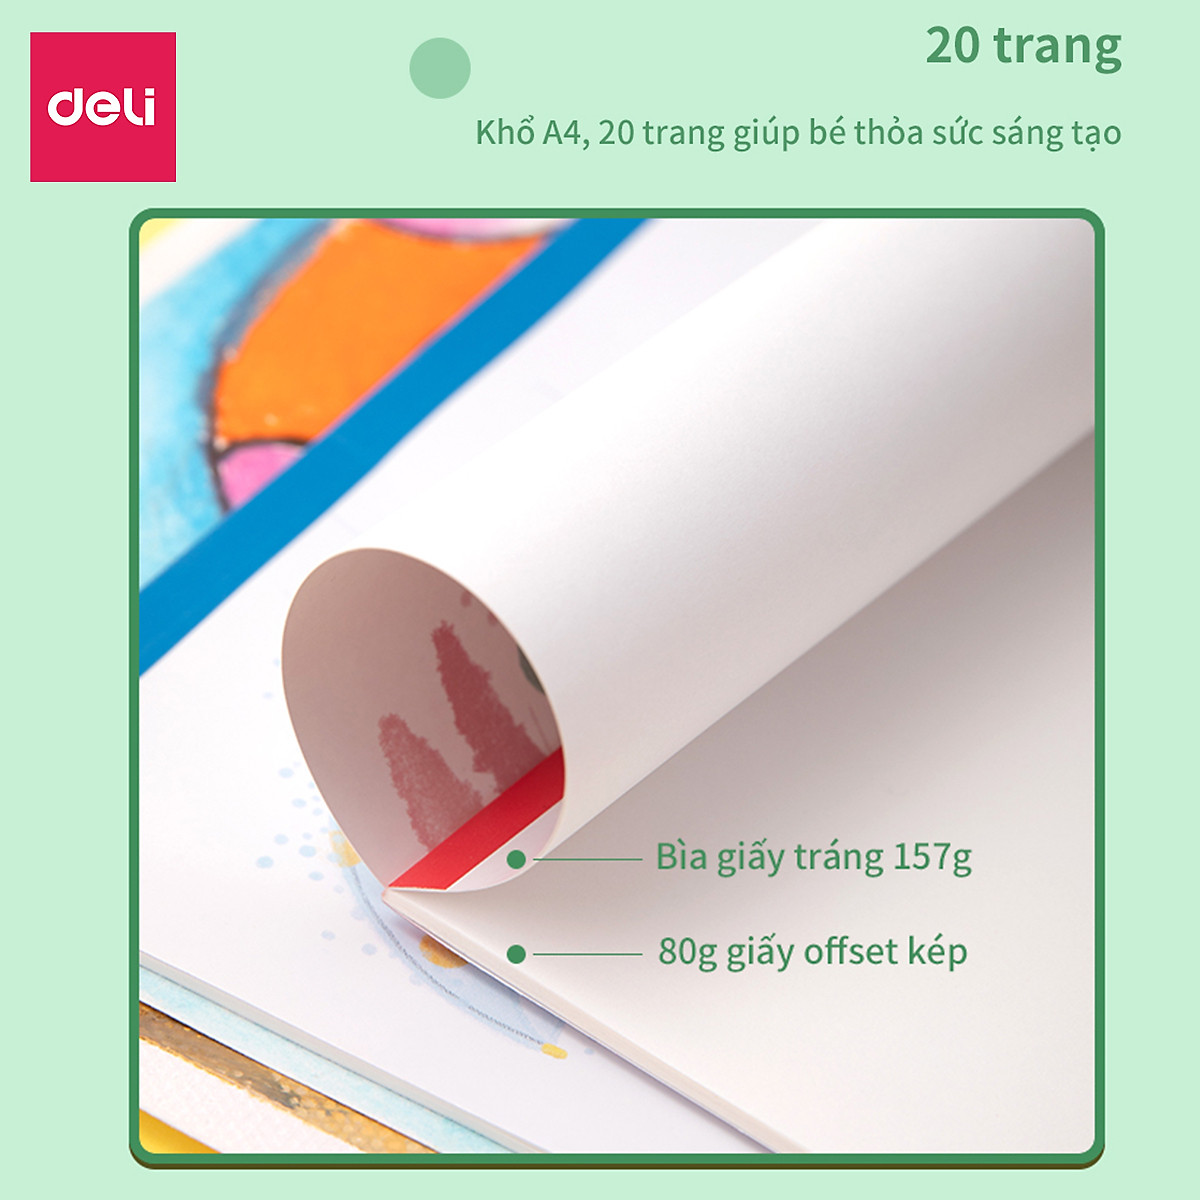 deli
20 trang
Khổ A4, 20 trang giúp bé thỏa sức sáng tạo
Bìa giấy tráng 157g
80g giấy offset kép